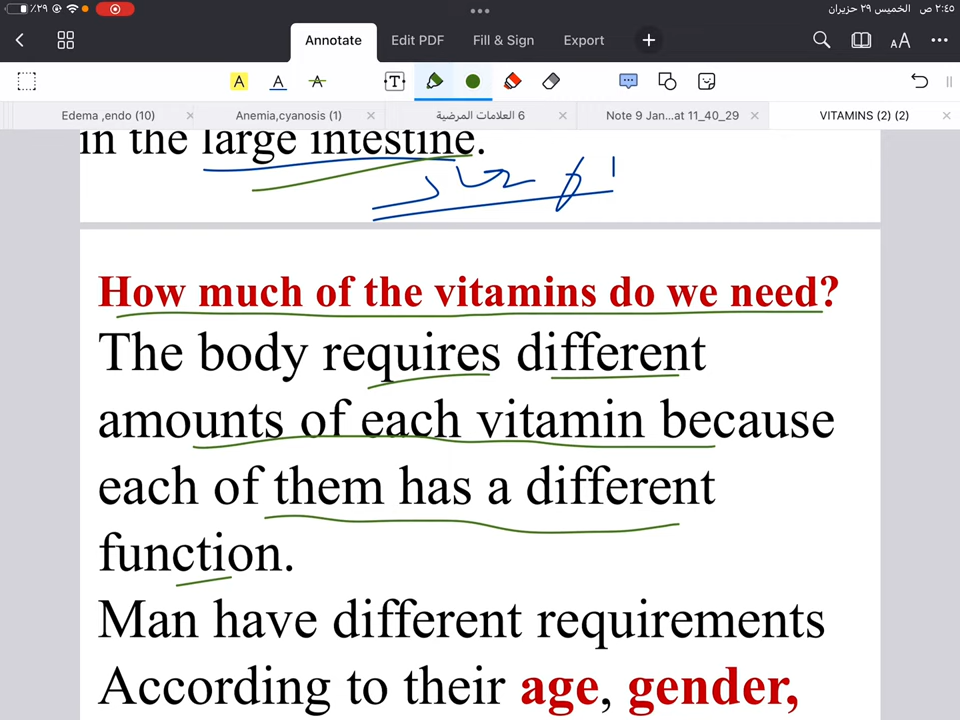 ٪٢٩ ٢:٤٥ ص الخميس ٢٩ حزيران
Annotate Edit PDF Fill & Sign Export
Edema ,endo (10) Anemia,cyanosis (1) 6 العلامات المرضية Note 9 Jan...at 11_40_29 VITAMINS (2) (2)
in the large intestine.
How much of the vitamins do we need?
The body requires different
amounts of each vitamin because
each of them has a different
function.
Man have different requirements
According to their age, gender,